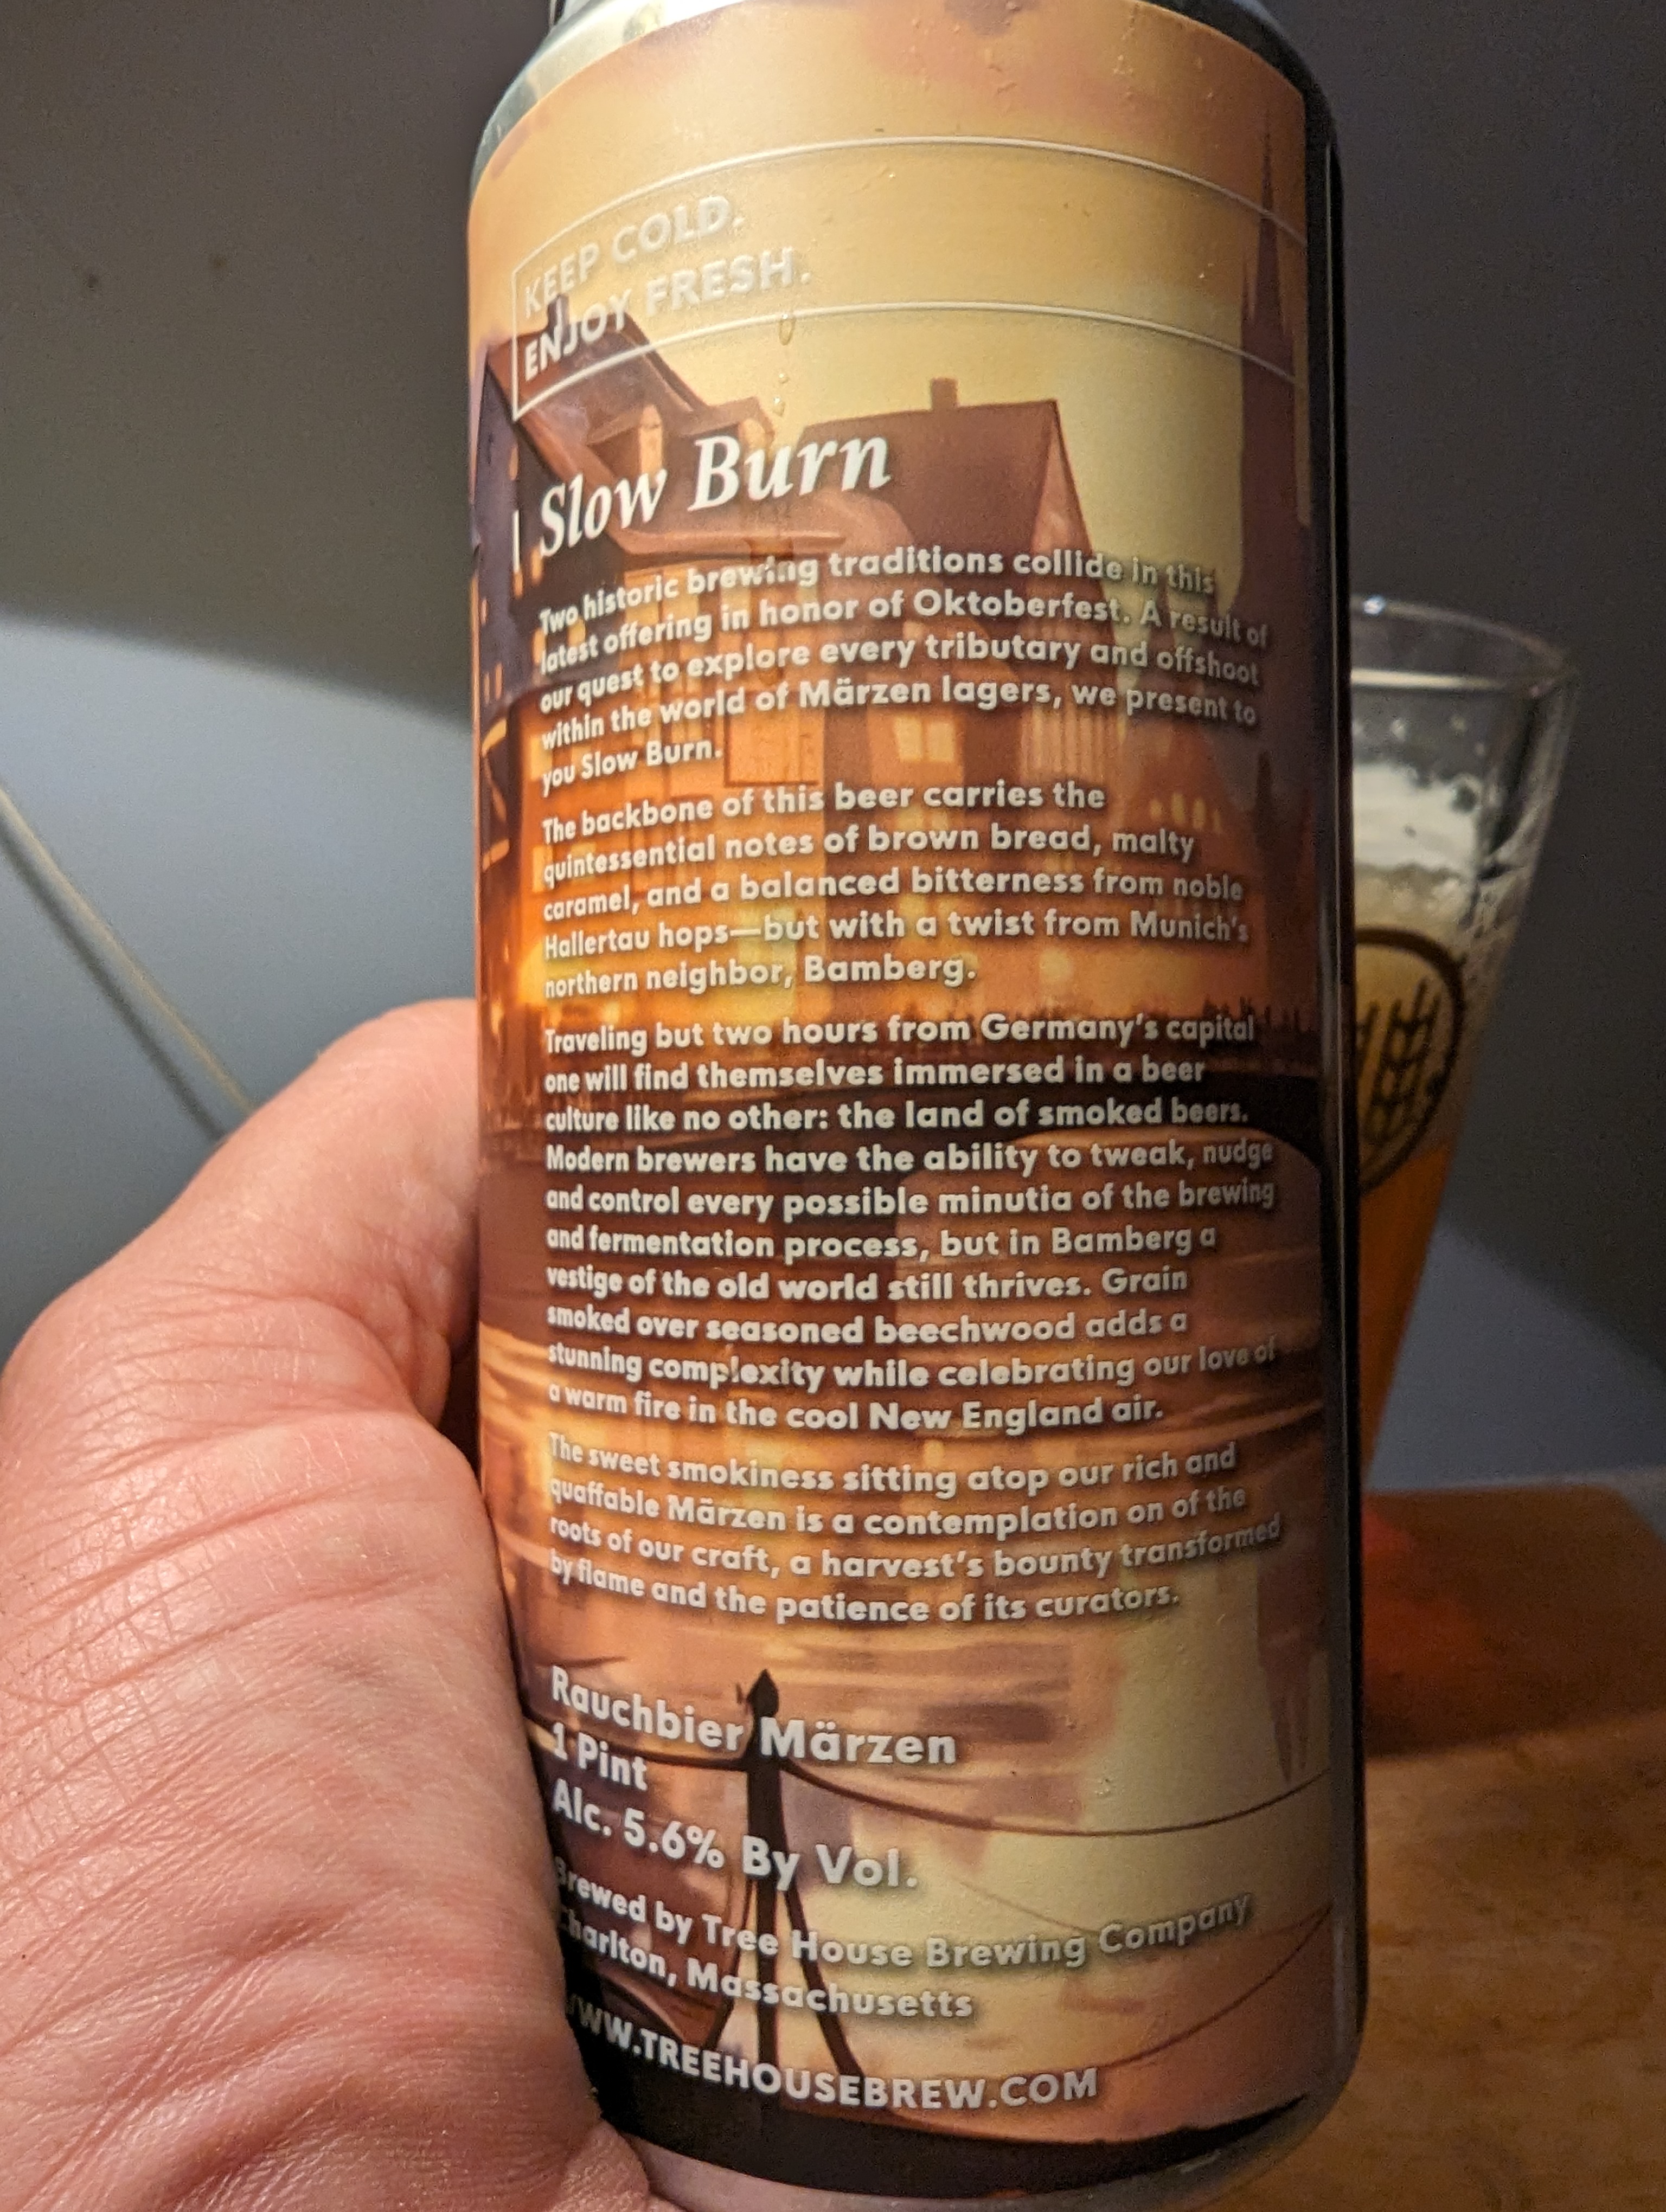 KEEP COLD.
ENJOY FRESH.
Slow Burn
Two historic brewing traditions collide in this
latest offering in honor of Oktoberfest. A result of
our quest to explore every tributary and offshoot
within the world of Märzen lagers, we present to
you Slow Burn.
The backbone of this beer carries the
quintessential notes of brown bread, malty
caramel, and a balanced bitterness from noble
Hallertau hops—but with a twist from Munich's
northern neighbor, Bamberg.
Traveling but two hours from Germany's capital
one will find themselves immersed in a beer
culture like no other: the land of smoked beers.
Modern brewers have the ability to tweak, nudge
and control every possible minutia of the brewing
and fermentation process, but in Bamberg a
vestige of the old world still thrives. Grain
smoked over seasoned beechwood adds a
stunning complexity while celebrating our love of
a warm fire in the cool New England air.
The sweet smokiness sitting atop our rich and
quaffable Märzen is a contemplation on of the
roots of our craft, a harvest's bounty transformed
by flame and the patience of its curators.
Rauchbier Märzen
1 Pint
Alc. 5.6% By Vol.
Brewed by Tree House Brewing Company
Charlton, Massachusetts
WWW.TREEHOUSEBREW.COM